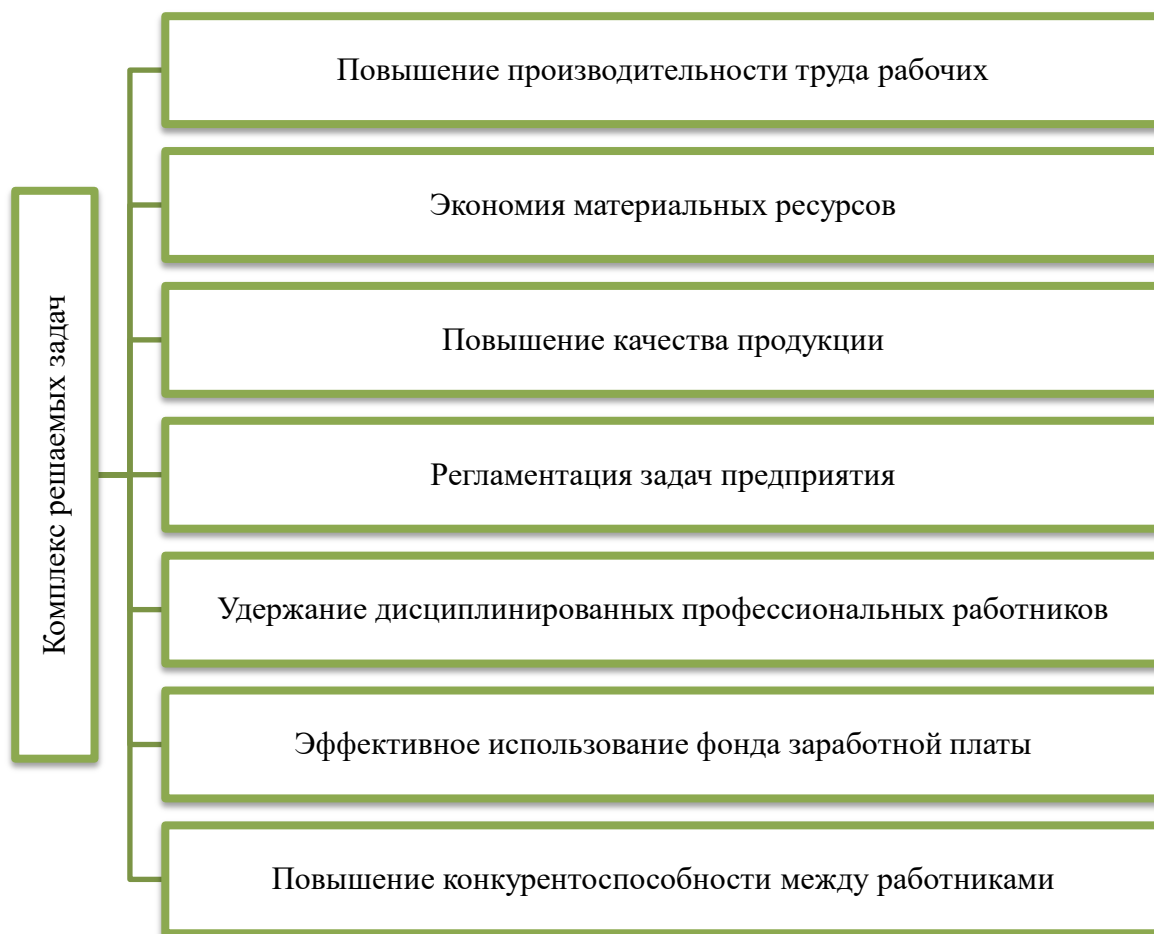 Комплекс решаемых задач
Повышение производительности труда рабочих
Экономия материальных ресурсов
Повышение качества продукции
Регламентация задач предприятия
Удержание дисциплинированных профессиональных работников
Эффективное использование фонда заработной платы
Повышение конкурентоспособности между работниками